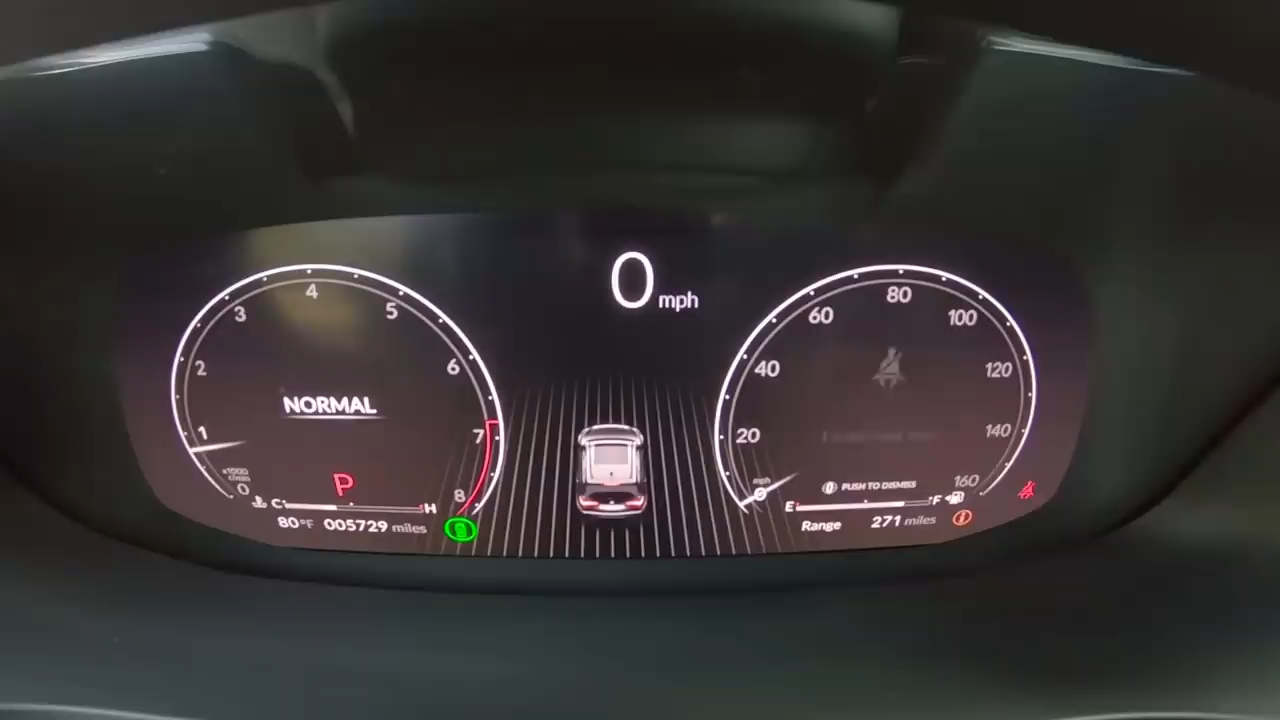 0 mph
4
3
5
2
6
NORMAL
1
7
x1000
r/min
0
P
8
C
H
80°F 005729 miles
80
60
100
40
120
20
140
mph
0
160
PUSH TO DISMISS
E
F
Range 271 miles